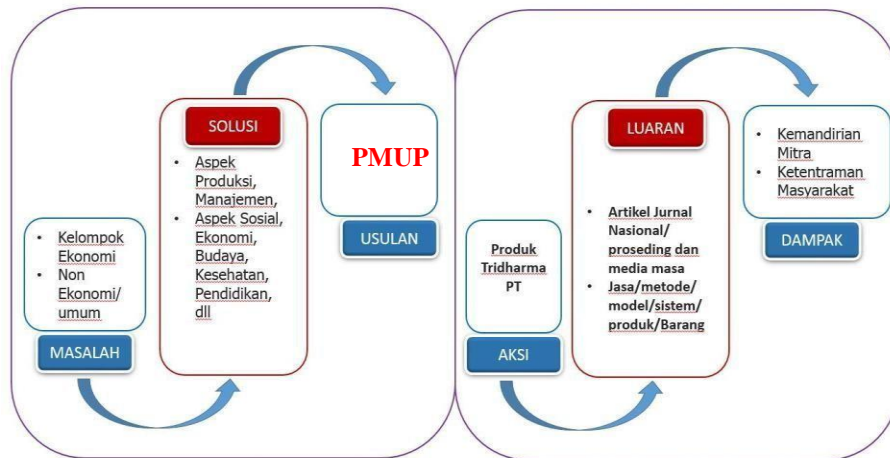 • Kelompok
Ekonomi
• Non
Ekonomi/
umum
MASALAH
SOLUSI
• Aspek
Produksi,
Manajemen,
• Aspek Sosial,
Ekonomi,
Budaya,
Kesehatan,
Pendidikan,
dll
PMUP
USULAN
Produk
Tridharma
PT
AKSI
LUARAN
• Artikel Jurnal
Nasional/
proseding dan
media masa
• Jasa/metode/
model/sistem/
produk/Barang
• Kemandirian
Mitra
• Ketentraman
Masyarakat
DAMPAK